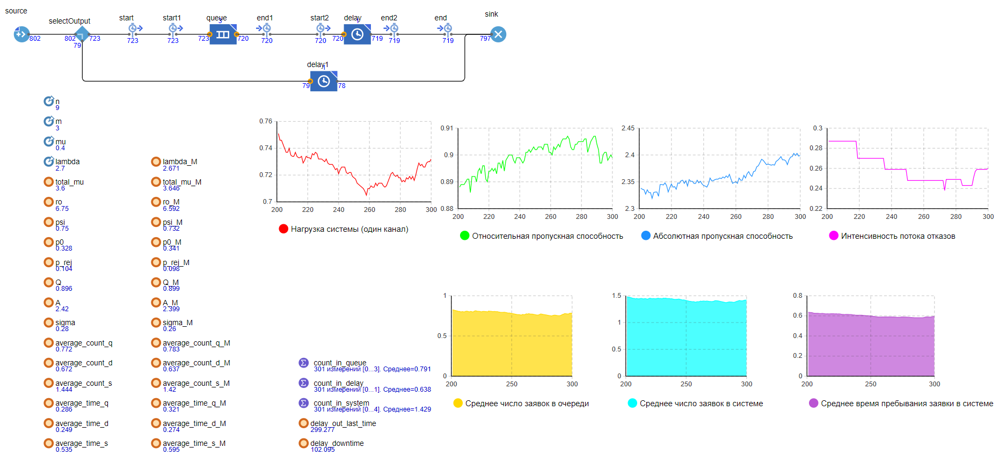 source
selectOutput
start
start1
queue
end1
start2
delay
end2
end
sink
3
1
802
802
723
79
723
723
723
720
720
720
720
719
719
719
797
delay1
1
79
78
n
9
m
3
mu
0.4
lambda
2.7
lambda_M
2.671
total_mu
3.6
total_mu_M
3.646
ro
6.75
ro_M
6.592
psi
0.75
psi_M
0.732
p0
0.328
p0_M
0.341
p_rej
0.104
p_rej_M
0.098
Q
0.896
Q_M
0.899
A
2.42
A_M
2.399
sigma
0.28
sigma_M
0.26
average_count_q
0.772
average_count_q_M
0.783
average_count_d
0.672
average_count_d_M
0.637
average_count_s
1.444
average_count_s_M
1.42
average_time_q
0.286
average_time_q_M
0.321
average_time_d
0.249
average_time_d_M
0.274
average_time_s
0.535
average_time_s_M
0.595
count_in_queue
301 измерений [0...3]. Среднее=0.791
count_in_delay
301 измерений [0...1]. Среднее=0.638
count_in_system
301 измерений [0...4]. Среднее=1.429
delay_out_last_time
299.277
delay_downtime
102.095
0.76
0.74
0.72
0.7
200 220 240 260 280 300
Нагрузка системы (один канал)
0.91
0.9
0.89
0.88
200 220 240 260 280 300
Относительная пропускная способность
2.45
2.4
2.35
2.3
200 220 240 260 280 300
Абсолютная пропускная способность
0.3
0.28
0.26
0.24
0.22
200 220 240 260 280 300
Интенсивность потока отказов
1
0.5
0
200 250 300
Среднее число заявок в очереди
1.5
1
0.5
0
200 250 300
Среднее число заявок в системе
0.8
0.6
0.4
0.2
0
200 250 300
Среднее время пребывания заявки в системе